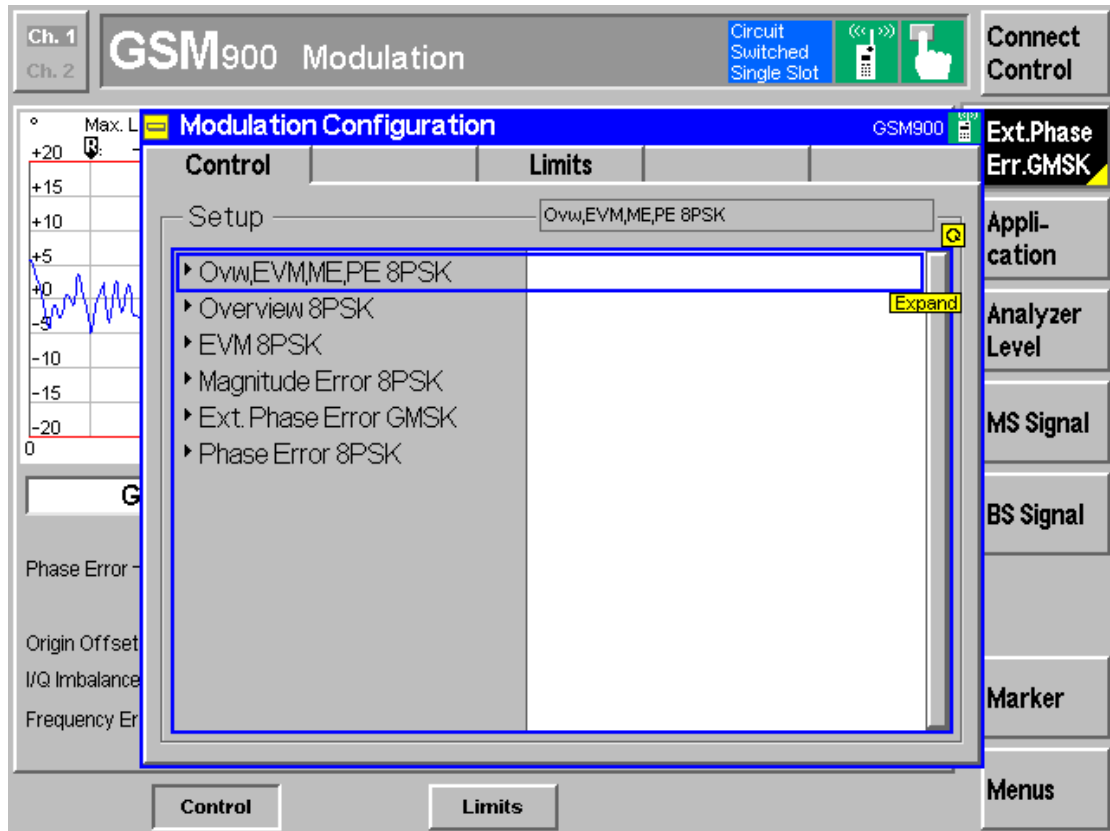 Ch. 1
Ch. 2
GSM900 Modulation
Circuit
Switched
Single Slot
Connect
Control
° Max. L
R:
+20
+15
+10
+5
+0
-5
-10
-15
-20
0
Modulation Configuration
GSM900
Control
Limits
Setup
Ovw,EVM,ME,PE 8PSK
Ovw,EVM,ME,PE 8PSK
Expand
Overview 8PSK
EVM 8PSK
Magnitude Error 8PSK
Ext. Phase Error GMSK
Phase Error 8PSK
G
Phase Error
Origin Offset
I/Q Imbalance
Frequency Er
Ext.Phase
Err.GMSK
Appli-
cation
Analyzer
Level
MS Signal
BS Signal
Marker
Menus
Control
Limits